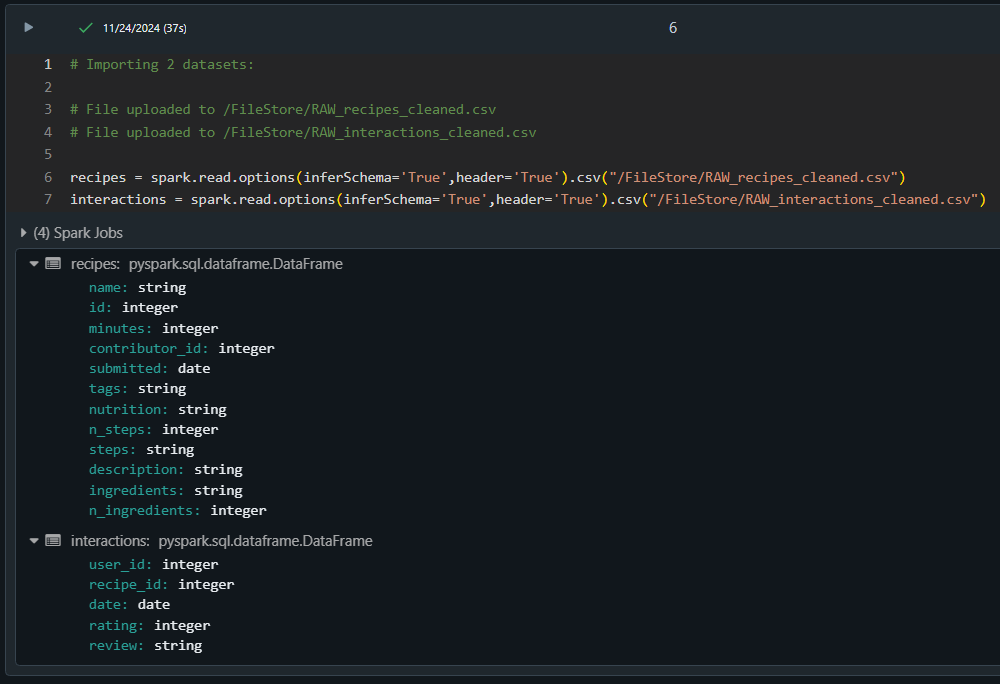 11/24/2024 (37s)
6
1 # Importing 2 datasets:
2
3 # File uploaded to /FileStore/RAW_recipes_cleaned.csv
4 # File uploaded to /FileStore/RAW_interactions_cleaned.csv
5
6 recipes = spark.read.options(inferSchema='True',header='True').csv("/FileStore/RAW_recipes_cleaned.csv")
7 interactions = spark.read.options(inferSchema='True',header='True').csv("/FileStore/RAW_interactions_cleaned.csv")
(4) Spark Jobs
recipes: pyspark.sql.dataframe.DataFrame
name: string
id: integer
minutes: integer
contributor_id: integer
submitted: date
tags: string
nutrition: string
n_steps: integer
steps: string
description: string
ingredients: string
n_ingredients: integer
interactions: pyspark.sql.dataframe.DataFrame
user_id: integer
recipe_id: integer
date: date
rating: integer
review: string